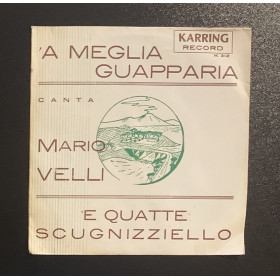 'A MEGLIA
GUAPPARIA
KARRING
RECORD
CANTA
MARIO
VELLI
'E QUATTE
SCUGNIZZIELLO